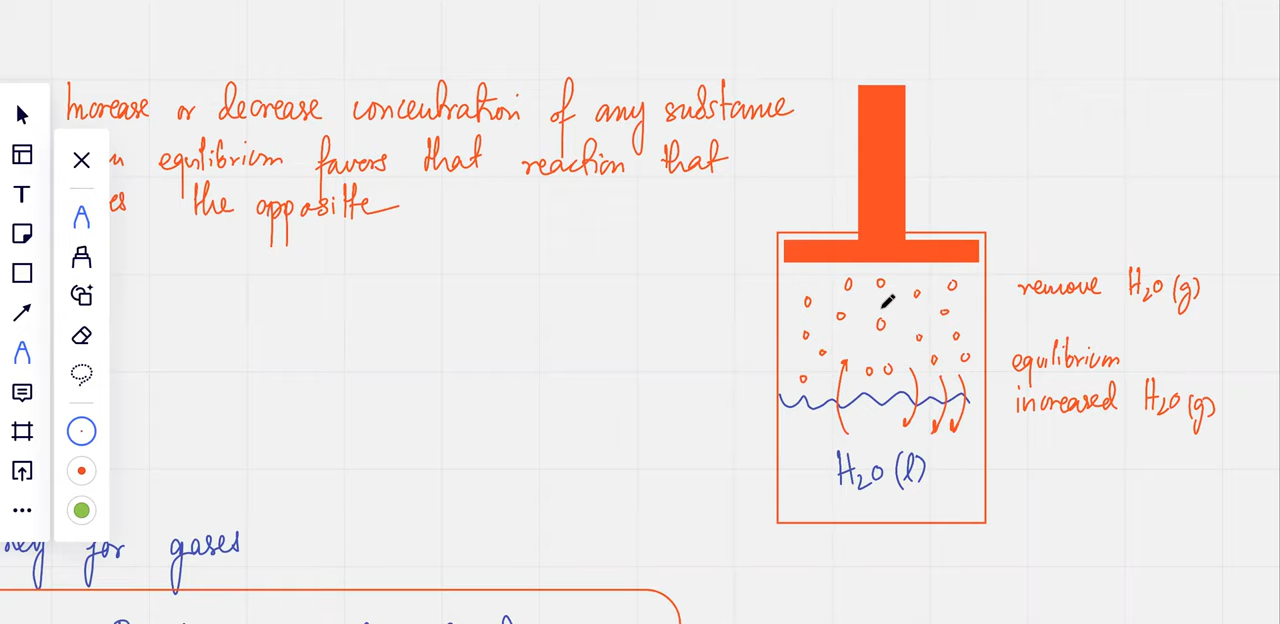 Increase or decrease concentration of any substance
equilibrium favors that reaction that
the oppositte
remove H₂O (g)
equilibrium
increased H₂O (g)
H₂O (l)
for gases
T